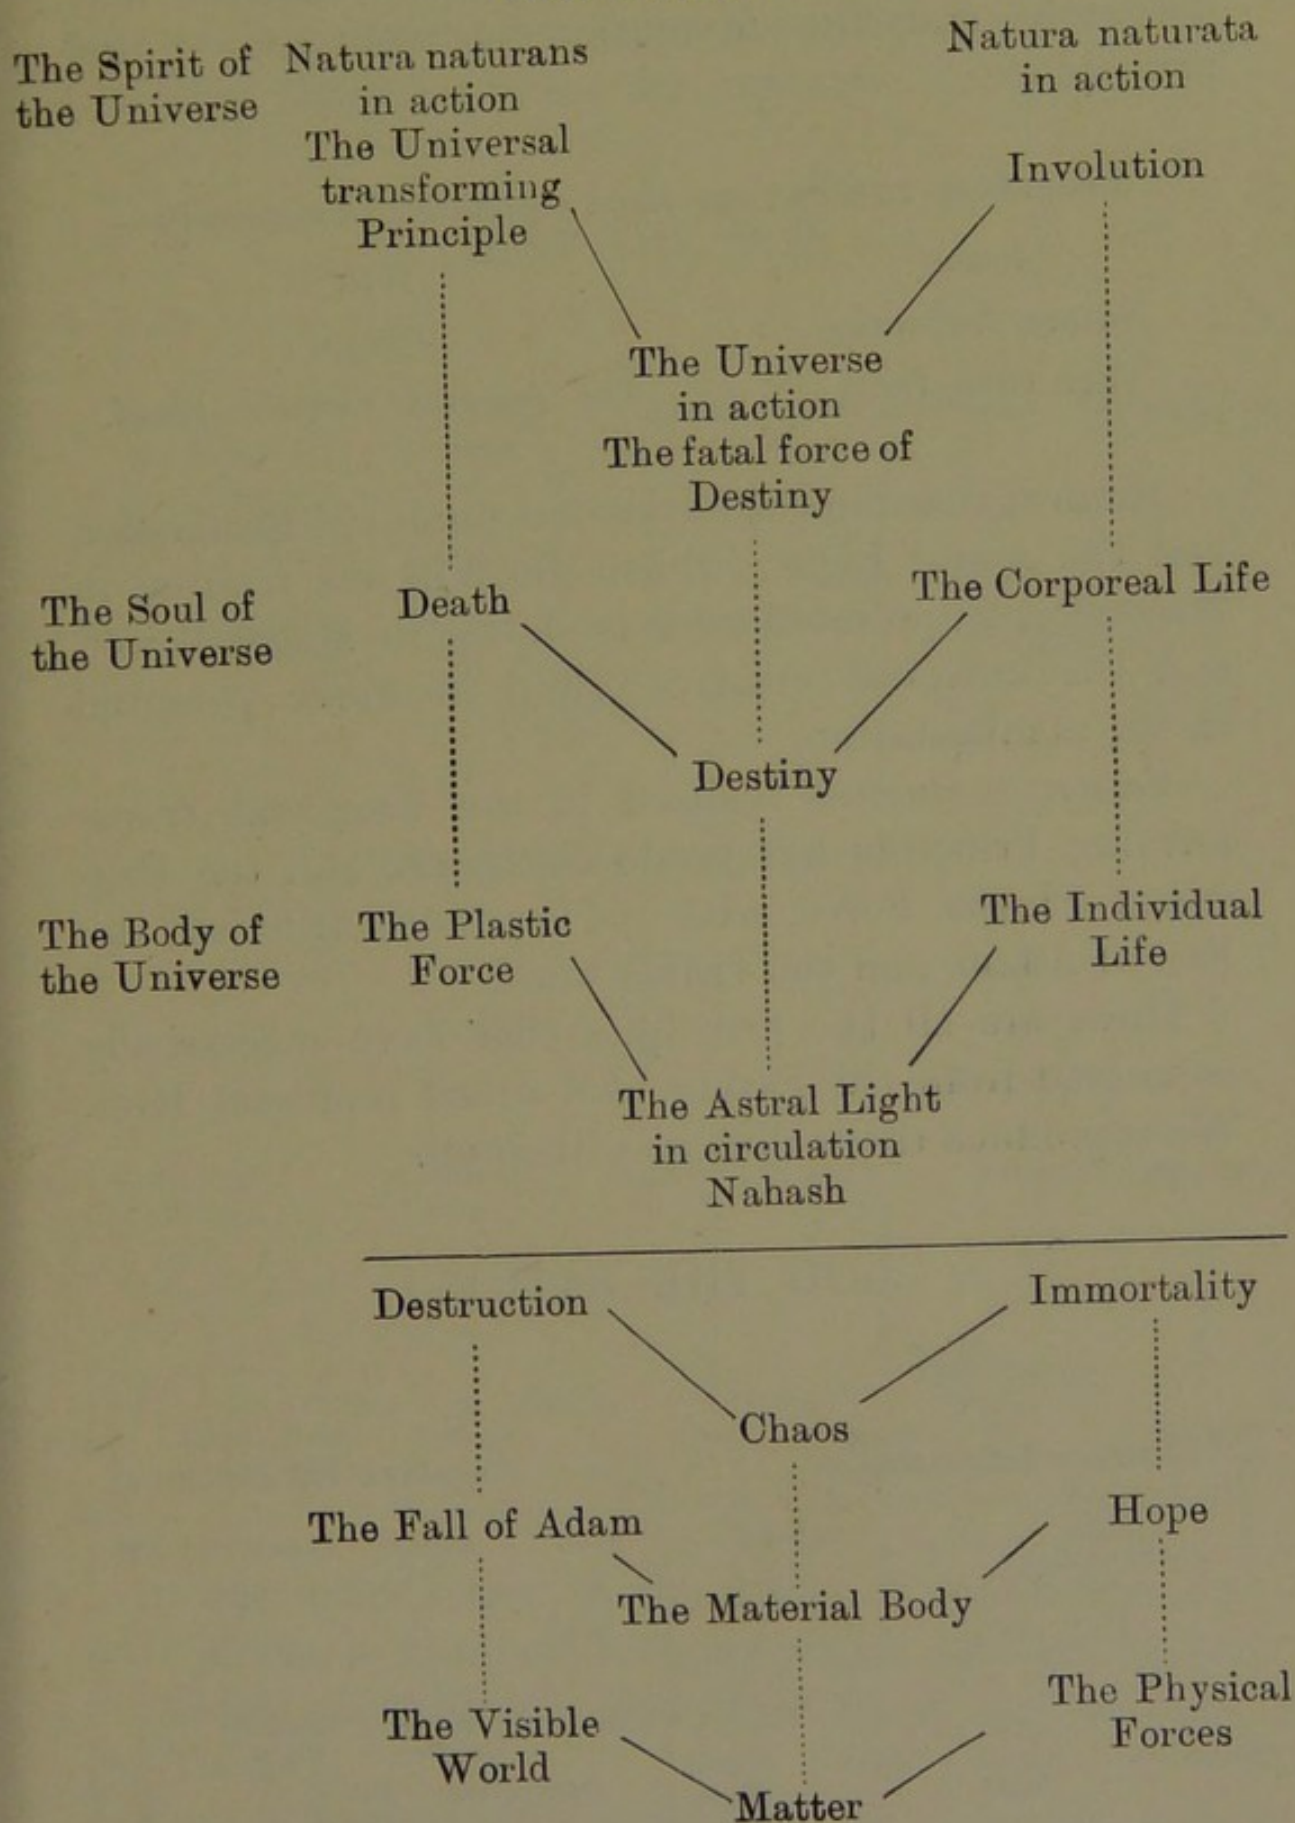 The Spirit of
the Universe
Natura naturans
in action
The Universal
transforming
Principle
Natura naturata
in action
Involution
The Universe
in action
The fatal force of
Destiny
The Soul of
the Universe
Death
The Corporeal Life
Destiny
The Body of
the Universe
The Plastic
Force
The Individual
Life
The Astral Light
in circulation
Nahash
Destruction
Immortality
Chaos
The Fall of Adam
Hope
The Material Body
The Visible
World
The Physical
Forces
Matter